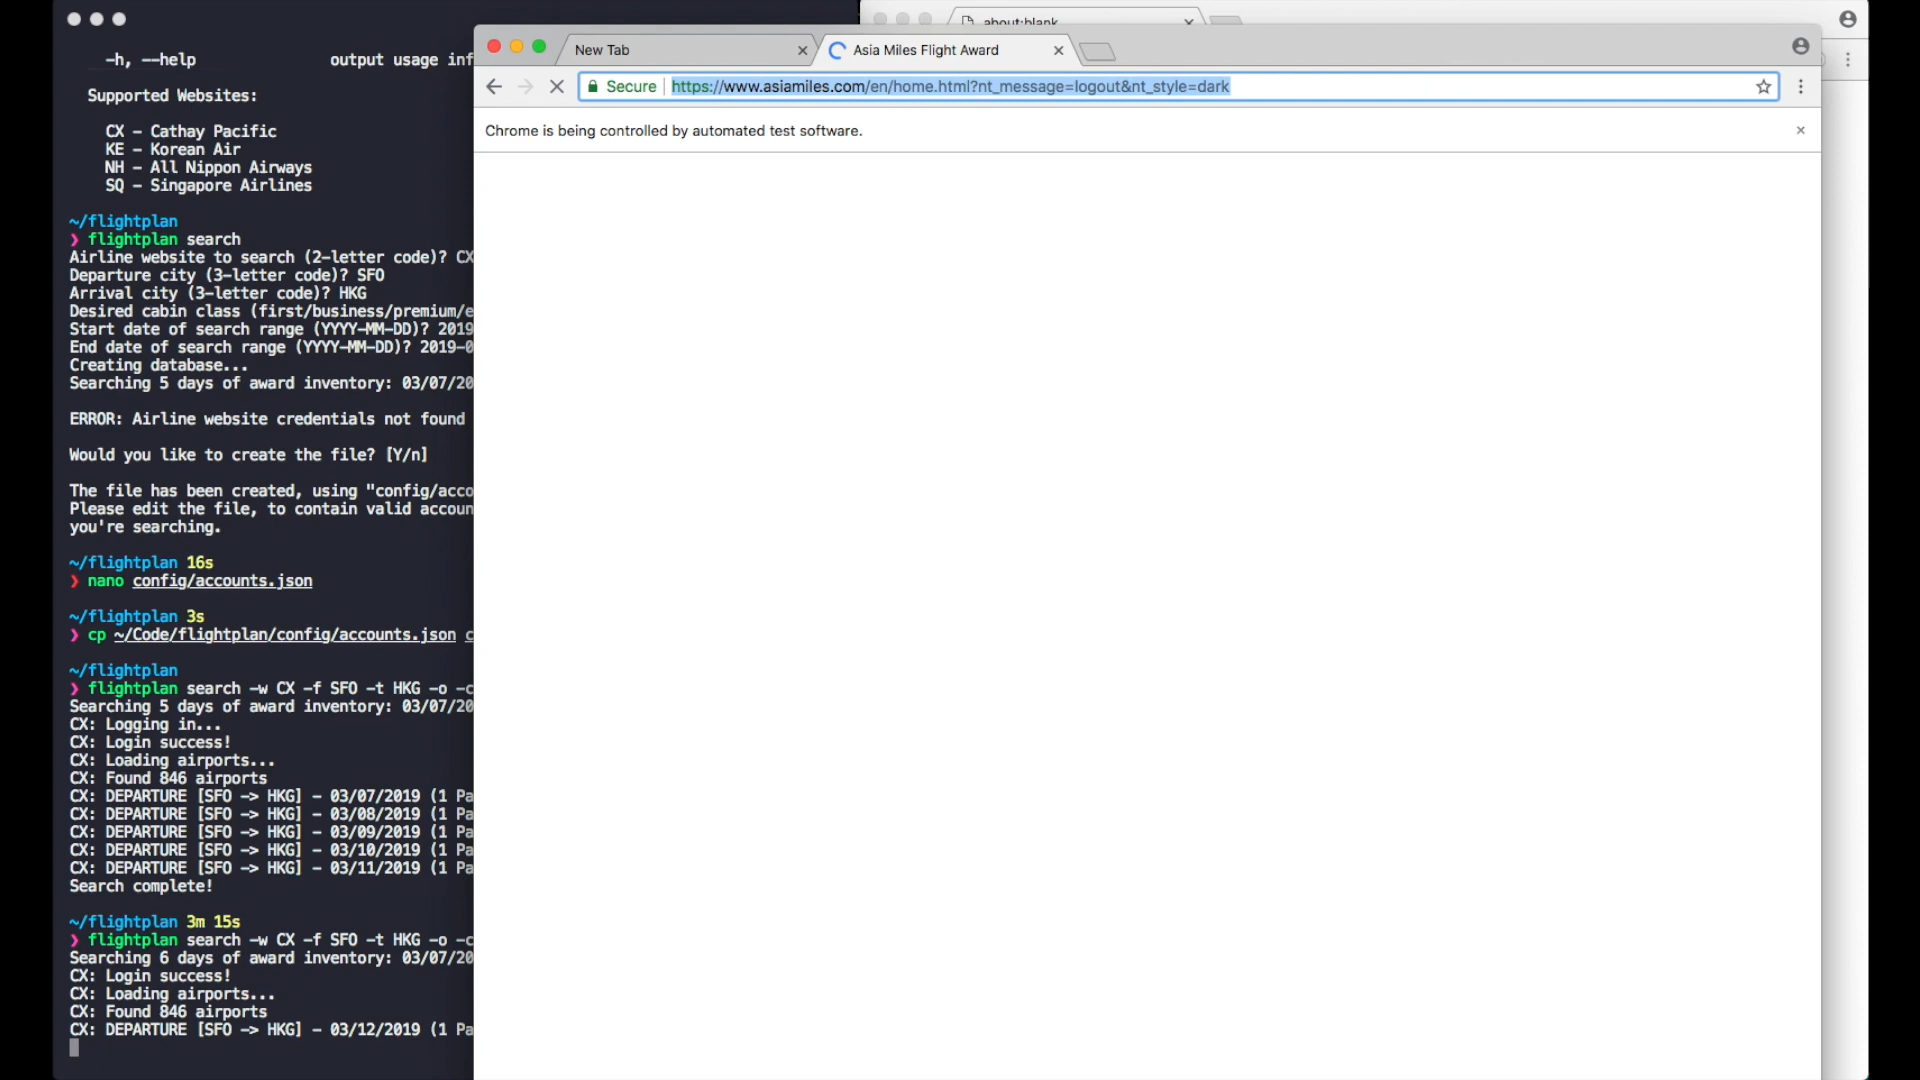 -h, --help output usage inf
Supported Websites:
CX - Cathay Pacific
KE - Korean Air
NH - All Nippon Airways
SQ - Singapore Airlines
~/flightplan
❯ flightplan search
Airline website to search (2-letter code)? CX
Departure city (3-letter code)? SFO
Arrival city (3-letter code)? HKG
Desired cabin class (first/business/premium/e
Start date of search range (YYYY-MM-DD)? 2019
End date of search range (YYYY-MM-DD)? 2019-0
Creating database...
Searching 5 days of award inventory: 03/07/20
ERROR: Airline website credentials not found
Would you like to create the file? [Y/n]
The file has been created, using "config/acco
Please edit the file, to contain valid accoun
you're searching.
~/flightplan 16s
❯ nano config/accounts.json
~/flightplan 3s
❯ cp ~/Code/flightplan/config/accounts.json c
~/flightplan
❯ flightplan search -w CX -f SFO -t HKG -o -c
Searching 5 days of award inventory: 03/07/20
CX: Logging in...
CX: Login success!
CX: Loading airports...
CX: Found 846 airports
CX: DEPARTURE [SFO -> HKG] - 03/07/2019 (1 Pa
CX: DEPARTURE [SFO -> HKG] - 03/08/2019 (1 Pa
CX: DEPARTURE [SFO -> HKG] - 03/09/2019 (1 Pa
CX: DEPARTURE [SFO -> HKG] - 03/10/2019 (1 Pa
CX: DEPARTURE [SFO -> HKG] - 03/11/2019 (1 Pa
Search complete!
~/flightplan 3m 15s
❯ flightplan search -w CX -f SFO -t HKG -o -c
Searching 6 days of award inventory: 03/07/20
CX: Login success!
CX: Loading airports...
CX: Found 846 airports
CX: DEPARTURE [SFO -> HKG] - 03/12/2019 (1 Pa
about:blank
New Tab
Asia Miles Flight Award
Secure https://www.asiamiles.com/en/home.html?nt_message=logout&nt_style=dark
Chrome is being controlled by automated test software.